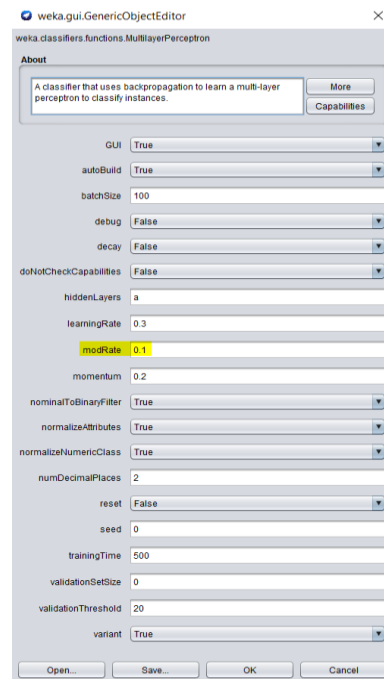 weka.gui.GenericObjectEditor
weka.classifiers.functions.MultilayerPerceptron
About
A classifier that uses backpropagation to learn a multi-layer
perceptron to classify instances.
More
Capabilities
GUI True
autoBuild True
batchSize 100
debug False
decay False
doNotCheckCapabilities False
hiddenLayers a
learningRate 0.3
modRate 0.1
momentum 0.2
nominalToBinaryFilter True
normalizeAttributes True
normalizeNumericClass True
numDecimalPlaces 2
reset False
seed 0
trainingTime 500
validationSetSize 0
validationThreshold 20
variant True
Open... Save... OK Cancel